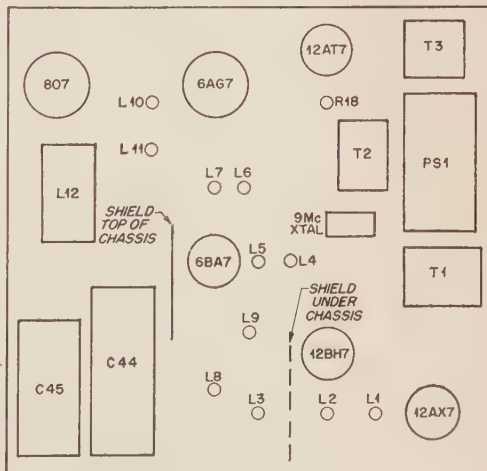 12AT7
T3
807
6AG7
L10
R18
L11
T2
PS1
L12
L7 L6
SHIELD
TOP OF
CHASSIS
9Mc
XTAL
6BA7
L5
L4
T1
SHIELD
UNDER
CHASSIS
L9
12BH7
C44
C45
L8
L3
L2
L1
12AX7